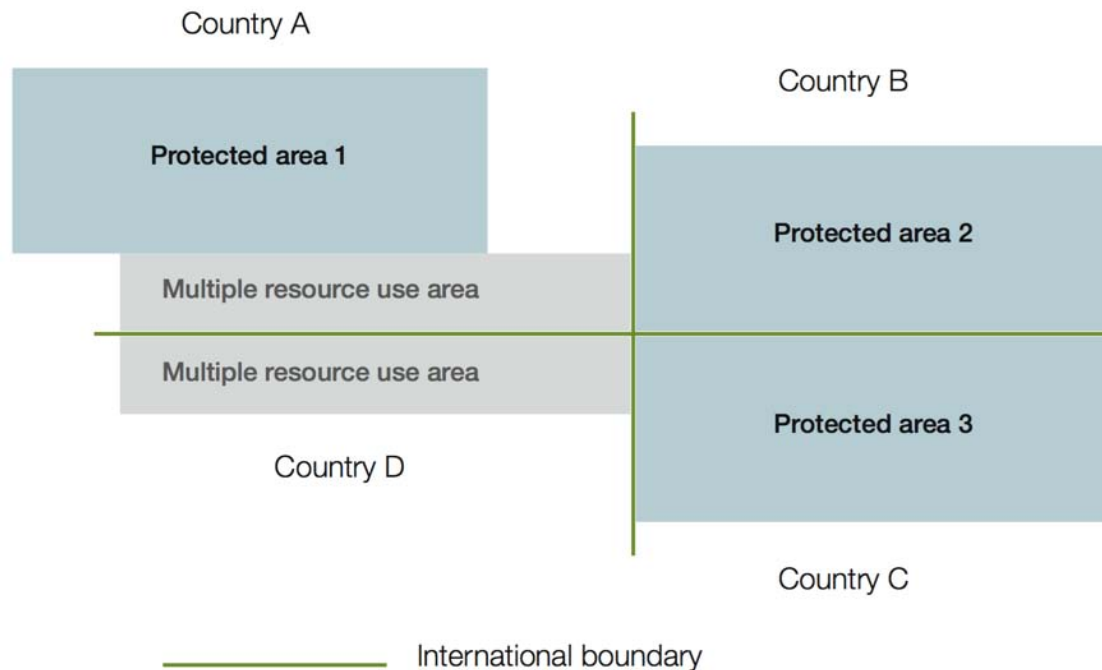 Country A
Country B
Protected area 1
Protected area 2
Multiple resource use area
Multiple resource use area
Protected area 3
Country D
Country C
International boundary